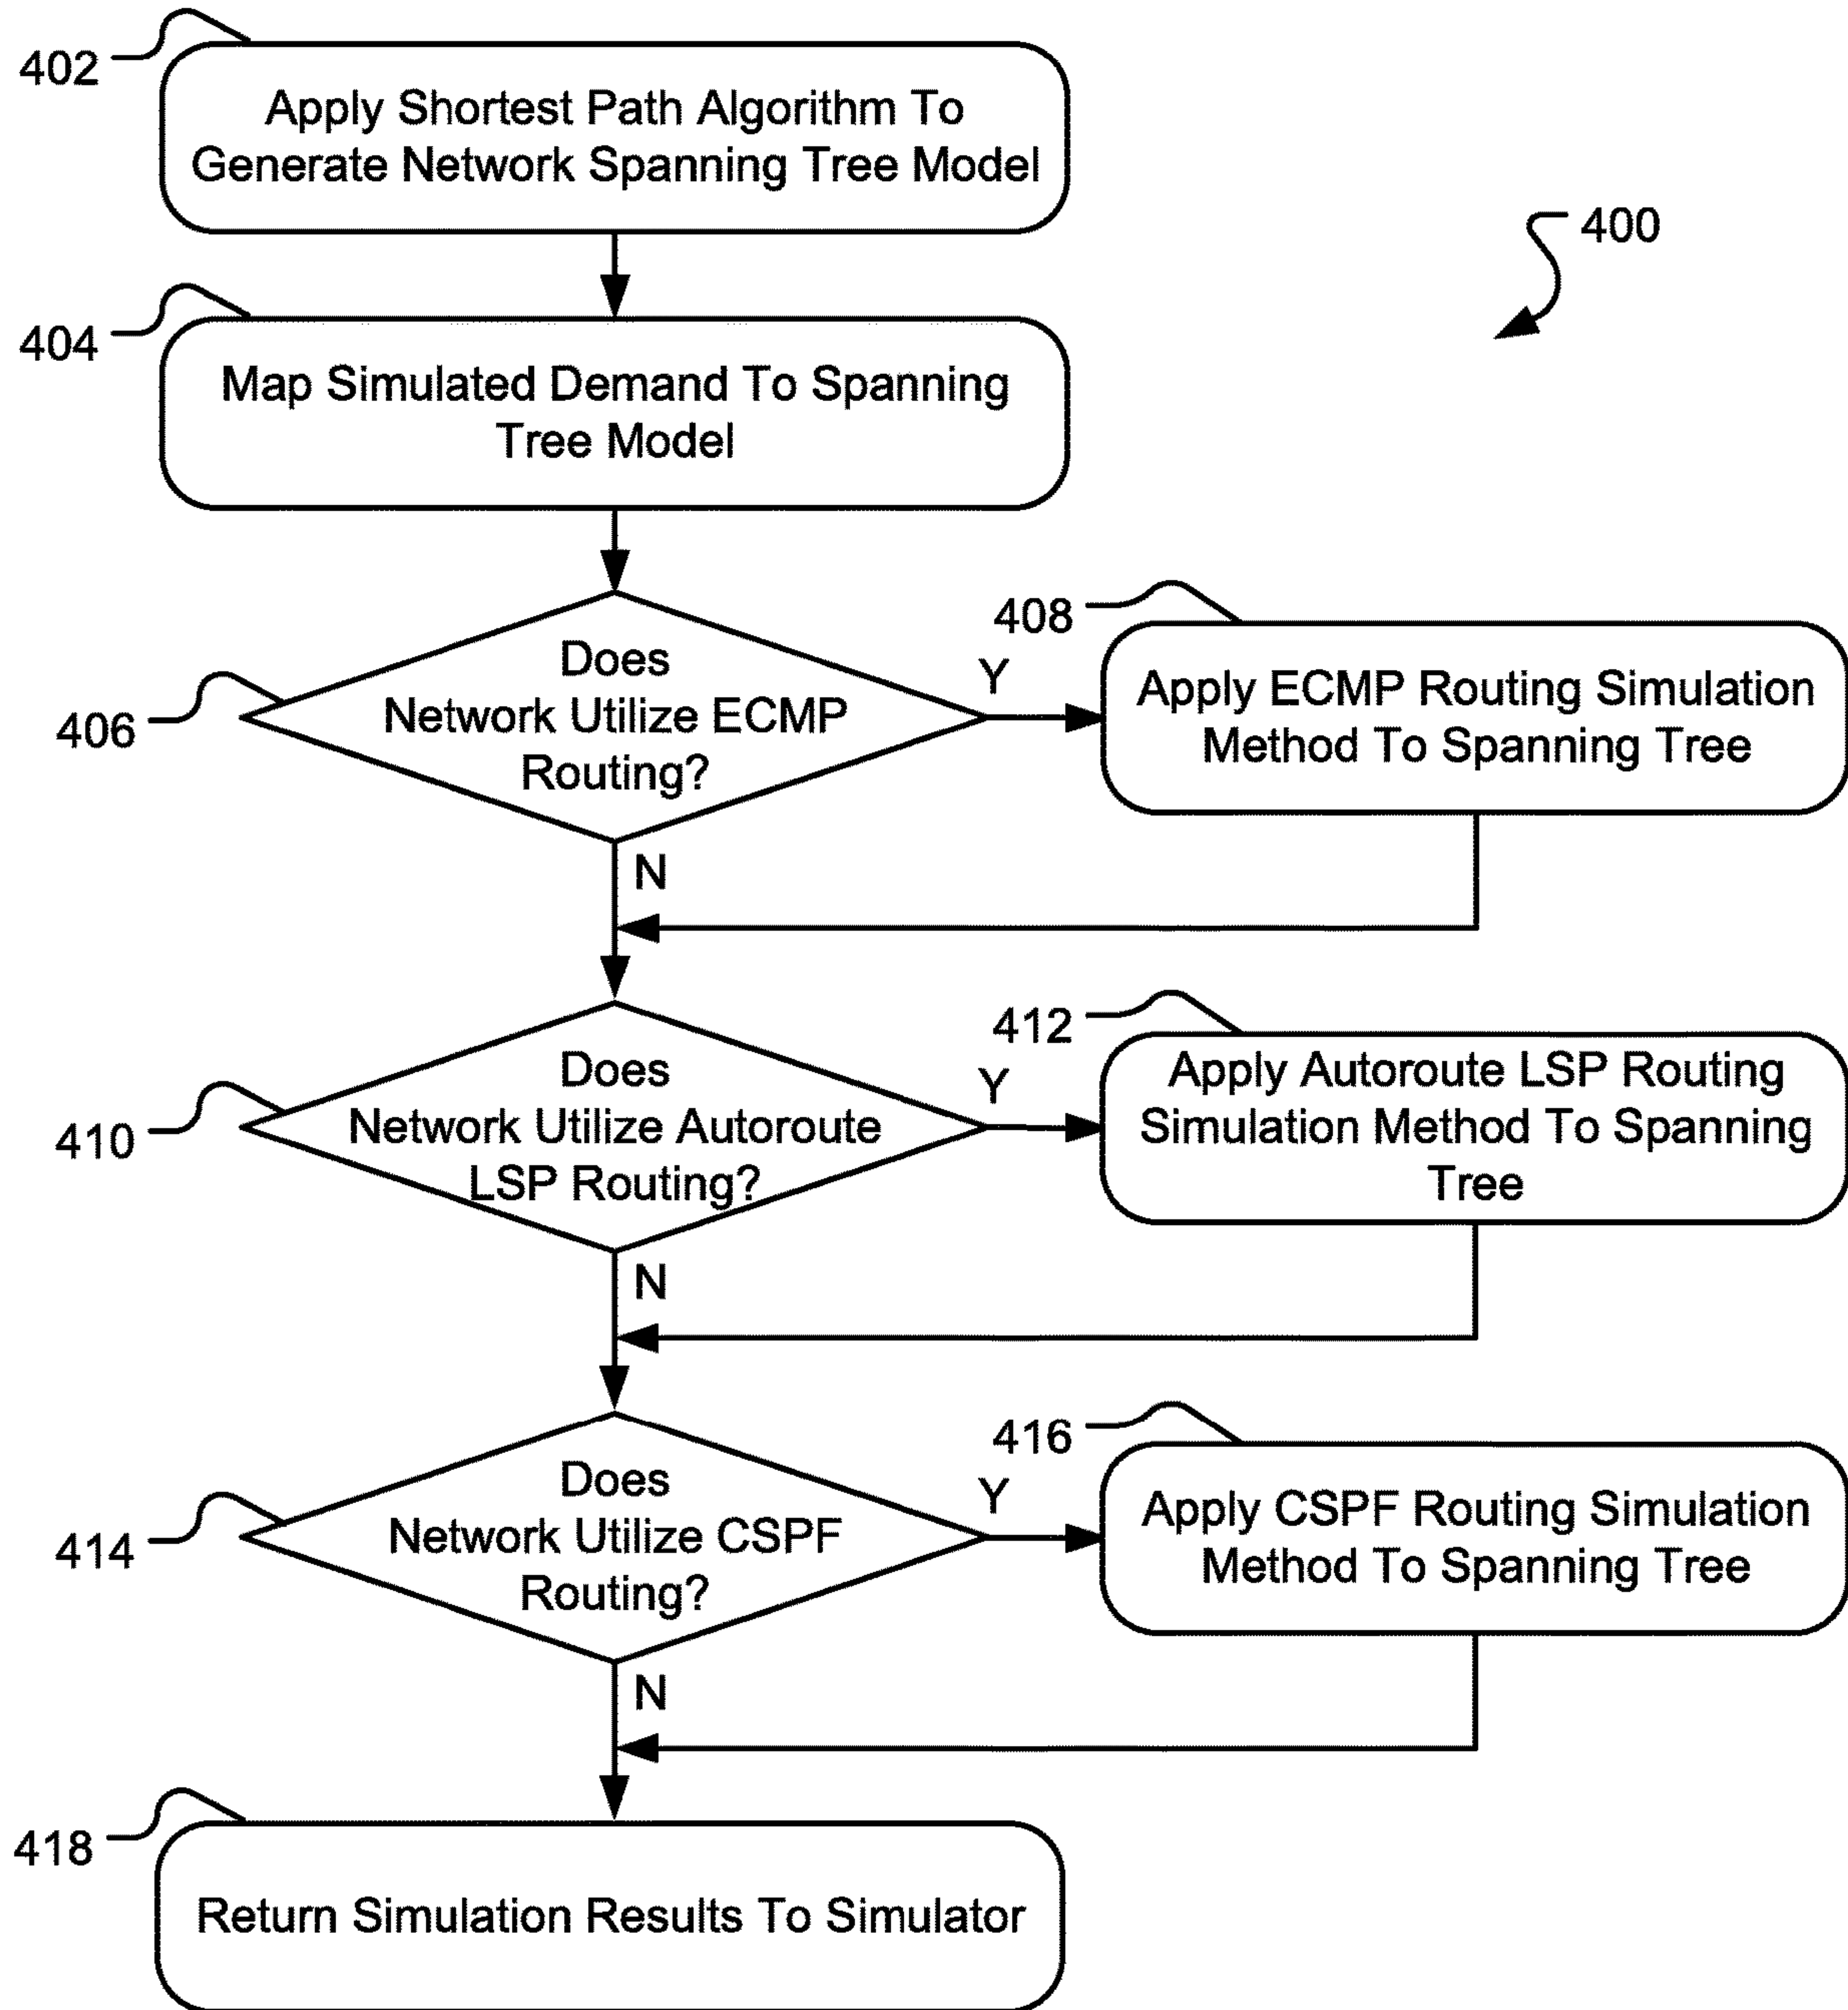 402
Apply Shortest Path Algorithm To
Generate Network Spanning Tree Model
400
404
Map Simulated Demand To Spanning
Tree Model
406
Does
Network Utilize ECMP
Routing?
Y
N
408
Apply ECMP Routing Simulation
Method To Spanning Tree
410
Does
Network Utilize Autoroute
LSP Routing?
Y
N
412
Apply Autoroute LSP Routing
Simulation Method To Spanning
Tree
414
Does
Network Utilize CSPF
Routing?
Y
N
416
Apply CSPF Routing Simulation
Method To Spanning Tree
418
Return Simulation Results To Simulator